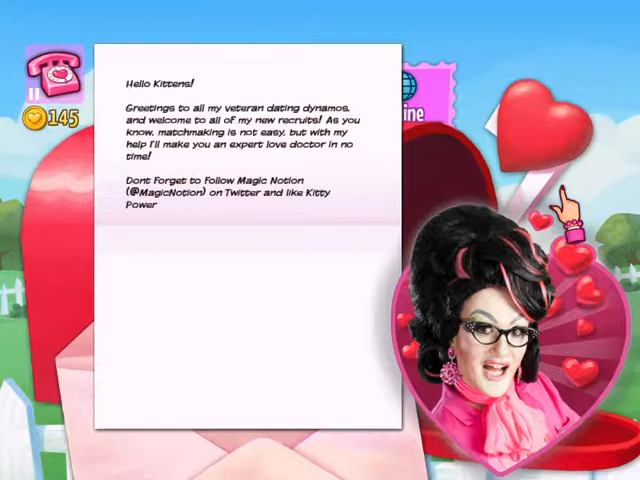 145
Hello Kittens!
Greetings to all my veteran dating dynamos,
and welcome to all of my new recruits! As you
know, matchmaking is not easy, but with my
help I'll make you an expert love doctor in no
time!
Dont Forget to Follow Magic Notion
(@MagicNotion) on Twitter and like Kitty
Power
ine